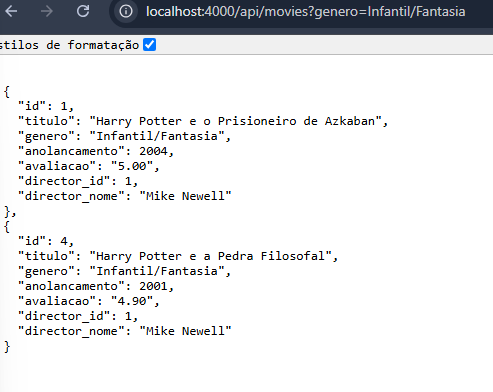 localhost:4000/api/movies?genero=Infantil/Fantasia
stilos de formatação
{
"id": 1,
"titulo": "Harry Potter e o Prisioneiro de Azkaban",
"genero": "Infantil/Fantasia",
"anolancamento": 2004,
"avaliacao": "5.00",
"director_id": 1,
"director_nome": "Mike Newell"
},
{
"id": 4,
"titulo": "Harry Potter e a Pedra Filosofal",
"genero": "Infantil/Fantasia",
"anolancamento": 2001,
"avaliacao": "4.90",
"director_id": 1,
"director_nome": "Mike Newell"
}